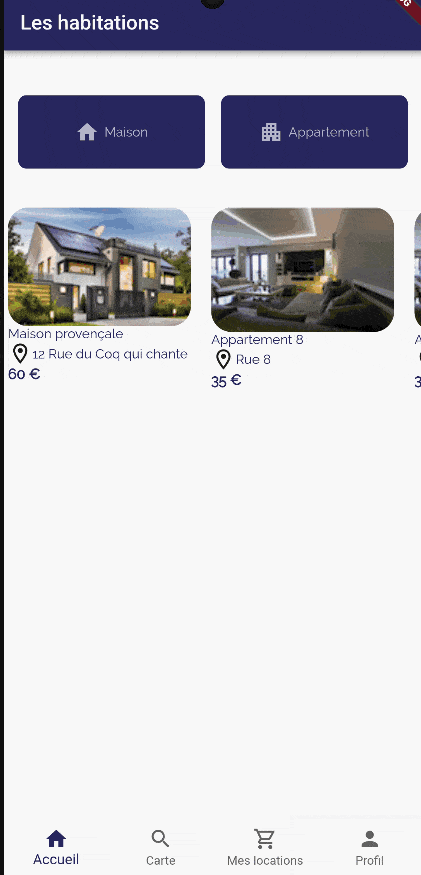 Les habitations
Maison
Appartement
Maison provençale
12 Rue du Coq qui chante
60 €
Appartement 8
Rue 8
35 €
Accueil
Carte
Mes locations
Profil